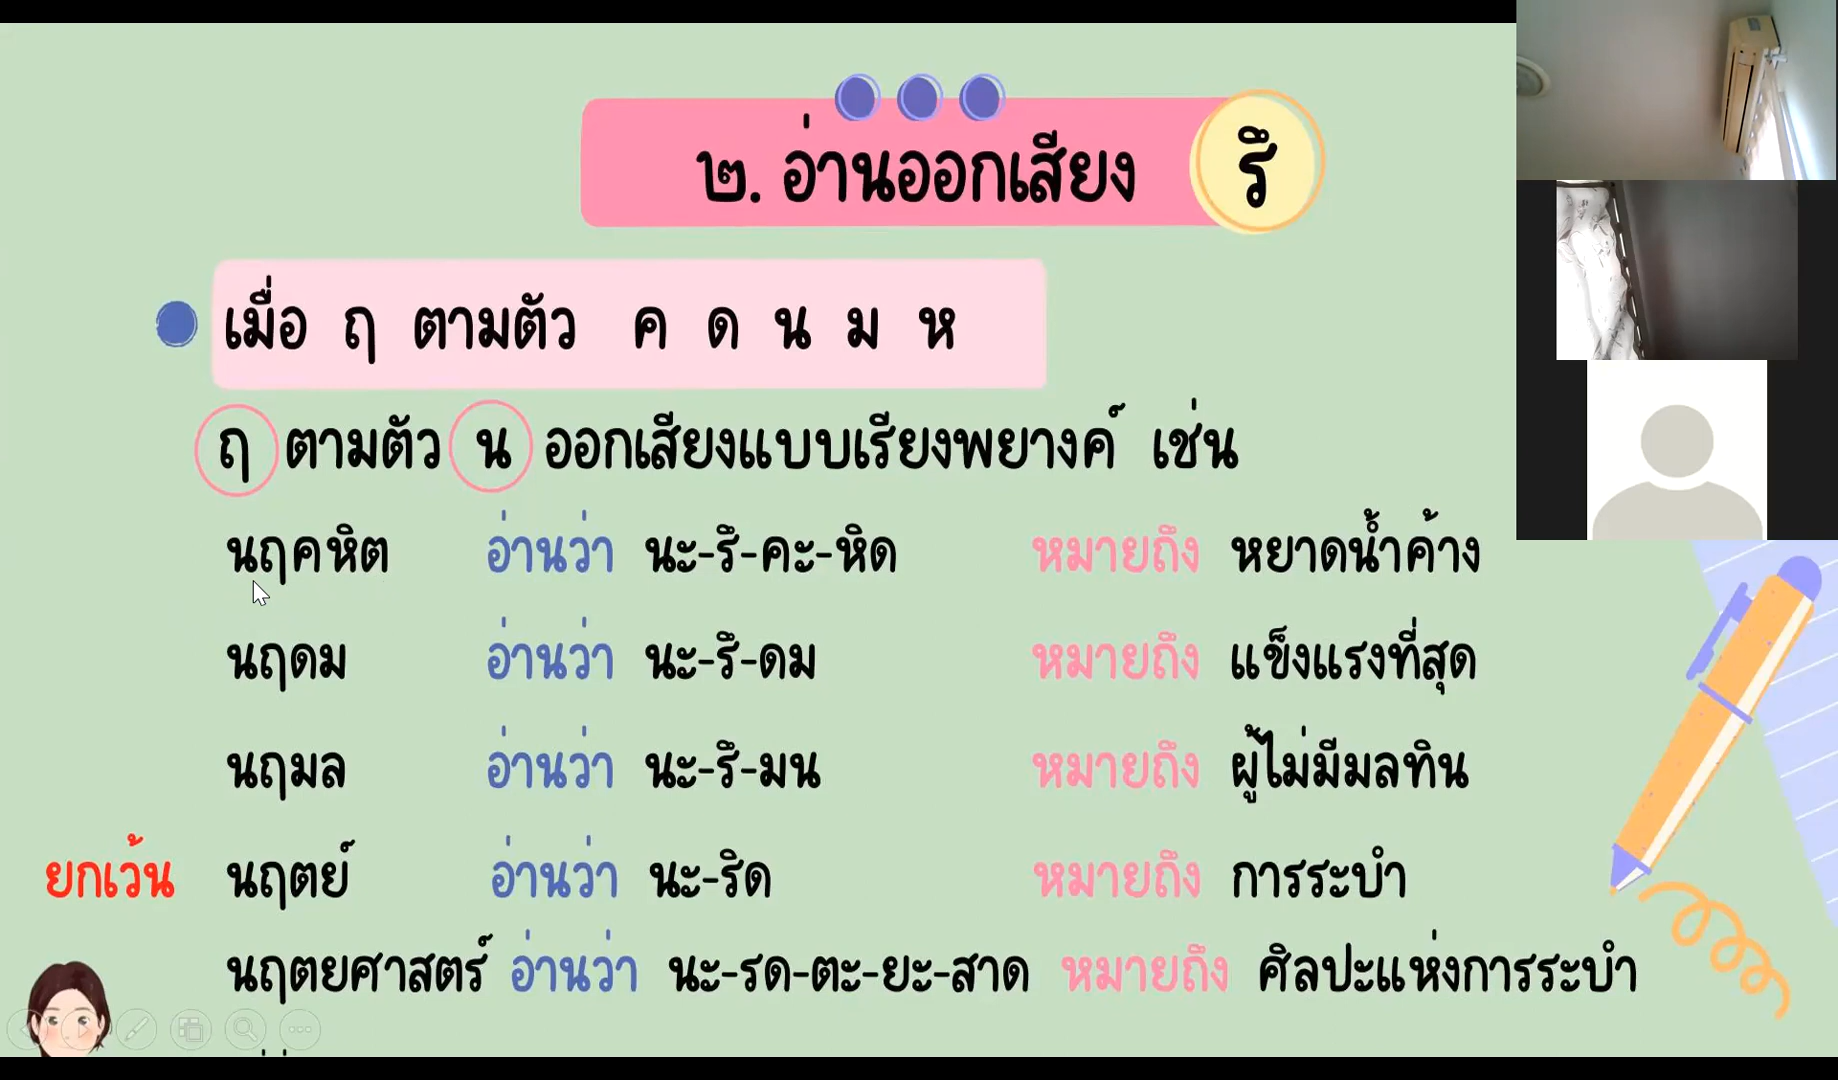 ๒. อ่านออกเสียง รึ
เมื่อ ฤ ตามตัว ค ด น ม ห
ฤ ตามตัว น ออกเสียงแบบเรียงพยางค์ เช่น
นฤคหิต อ่านว่า นะ-รึ-คะ-หิด หมายถึง หยาดน้ำค้าง
นฤดม อ่านว่า นะ-รึ-ดม หมายถึง แข็งแรงที่สุด
นฤมล อ่านว่า นะ-รึ-มน หมายถึง ผู้ไม่มีมลทิน
ยกเว้น นฤตย์ อ่านว่า นะ-ริด หมายถึง การระบำ
นฤตยศาสตร์ อ่านว่า นะ-รด-ตะ-ยะ-สาด หมายถึง ศิลปะแห่งการระบำ